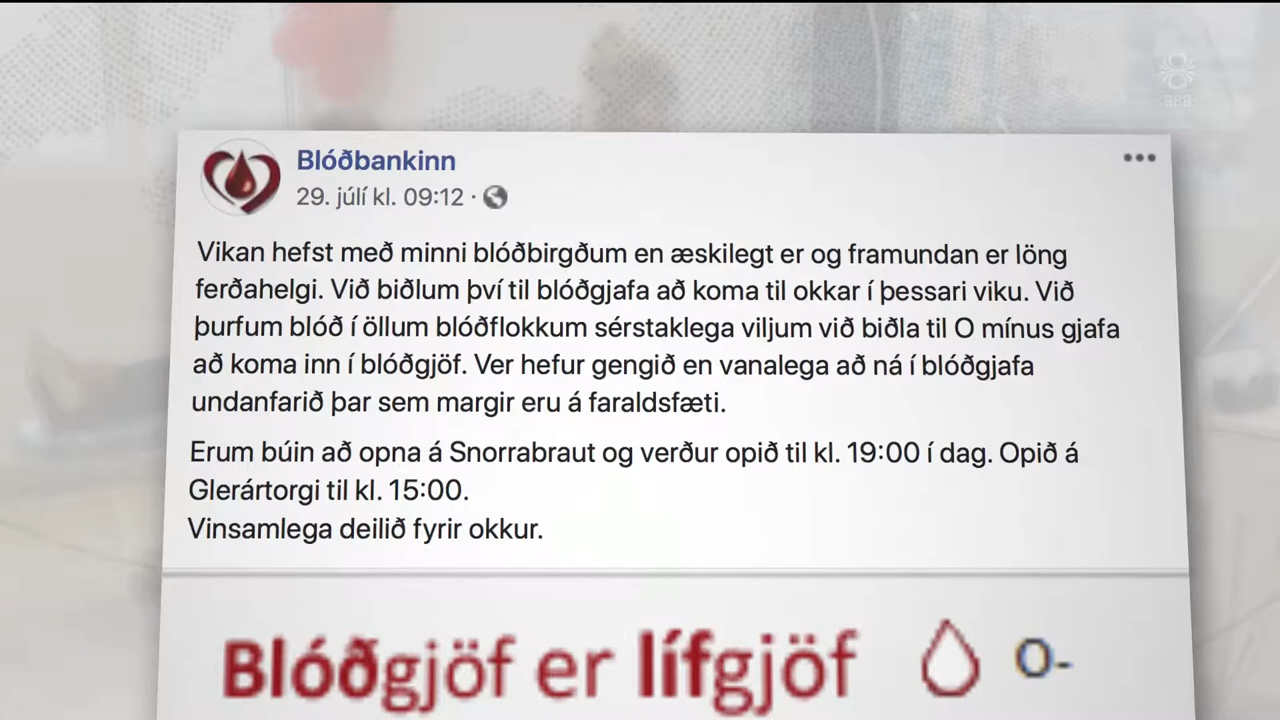 Blóðbankinn
29. júlí kl. 09:12 ·
Vikan hefst með minni blóðbirgðum en æskilegt er og framundan er löng
ferðahelgi. Við biðlum því til blóðgjafa að koma til okkar í þessari viku. Við
þurfum blóð í öllum blóðflokkum sérstaklega viljum við biðla til O mínus gjafa
að koma inn í blóðgjöf. Ver hefur gengið en vanalega að ná í blóðgjafa
undanfarið þar sem margir eru á faraldsfæti.
Erum búin að opna á Snorrabraut og verður opið til kl. 19:00 í dag. Opið á
Glerártorgi til kl. 15:00.
Vinsamlega deilið fyrir okkur.
Blóðgjöf er lífgjöf O-